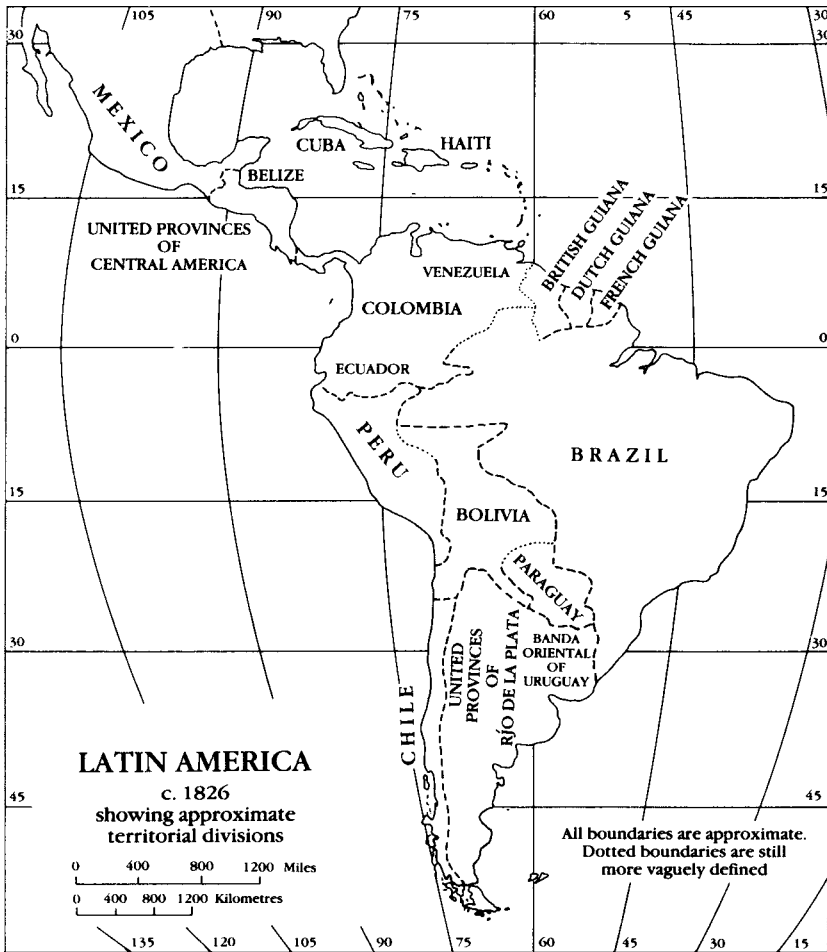 105
90
75
60
5
45
30
30
30
MEXICO
CUBA
HAITI
BELIZE
15
15
UNITED PROVINCES
OF
CENTRAL AMERICA
BRITISH GUIANA
DUTCH GUIANA
FRENCH GUIANA
VENEZUELA
COLOMBIA
0
0
ECUADOR
PERU
BRAZIL
15
15
BOLIVIA
PARAGUAY
30
30
UNITED
PROVINCES
OF
RÍO DE LA PLATA
BANDA
ORIENTAL
OF
URUGUAY
CHILE
LATIN AMERICA
c. 1826
showing approximate
territorial divisions
45
45
0 400 800 1200 Miles
0 400 800 1200 Kilometres
All boundaries are approximate.
Dotted boundaries are still
more vaguely defined
135
120
105
90
75
60
45
30
15